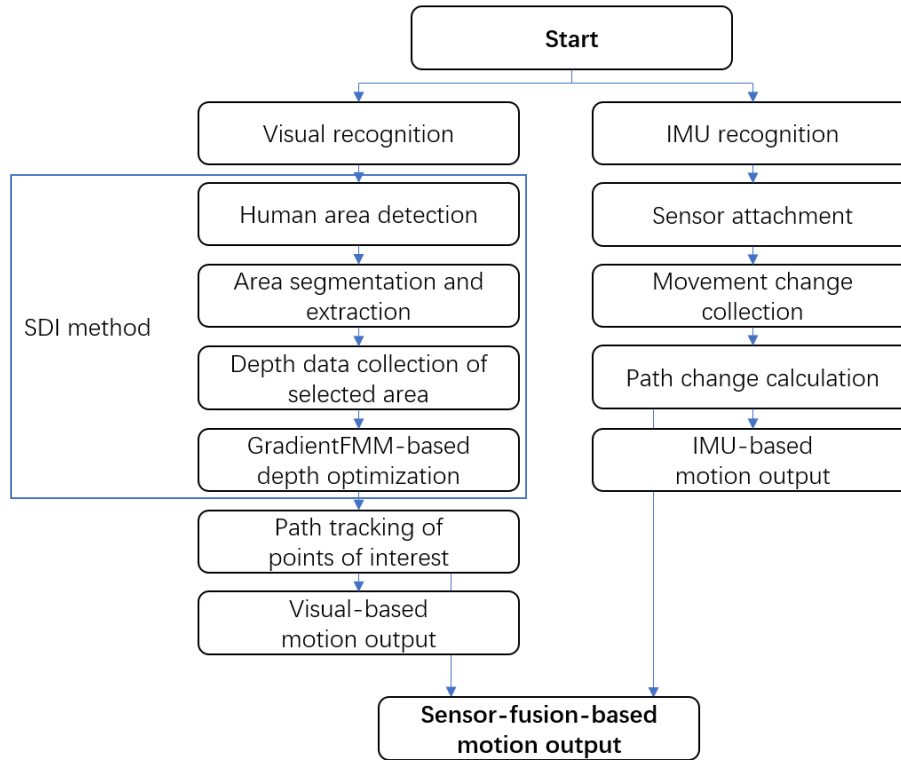 Start
Visual recognition
IMU recognition
Human area detection
Sensor attachment
Area segmentation and
extraction
Movement change
collection
SDI method
Depth data collection of
selected area
Path change calculation
GradientFMM-based
depth optimization
IMU-based
motion output
Path tracking of
points of interest
Visual-based
motion output
Sensor-fusion-based
motion output